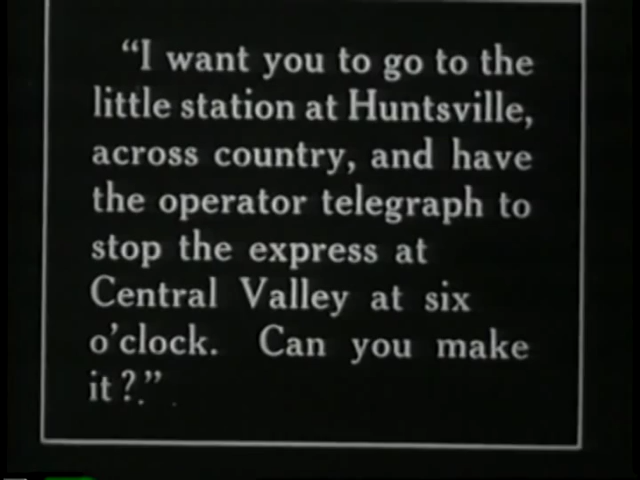 “I want you to go to the
little station at Huntsville,
across country, and have
the operator telegraph to
stop the express at
Central Valley at six
o’clock. Can you make
it?.”